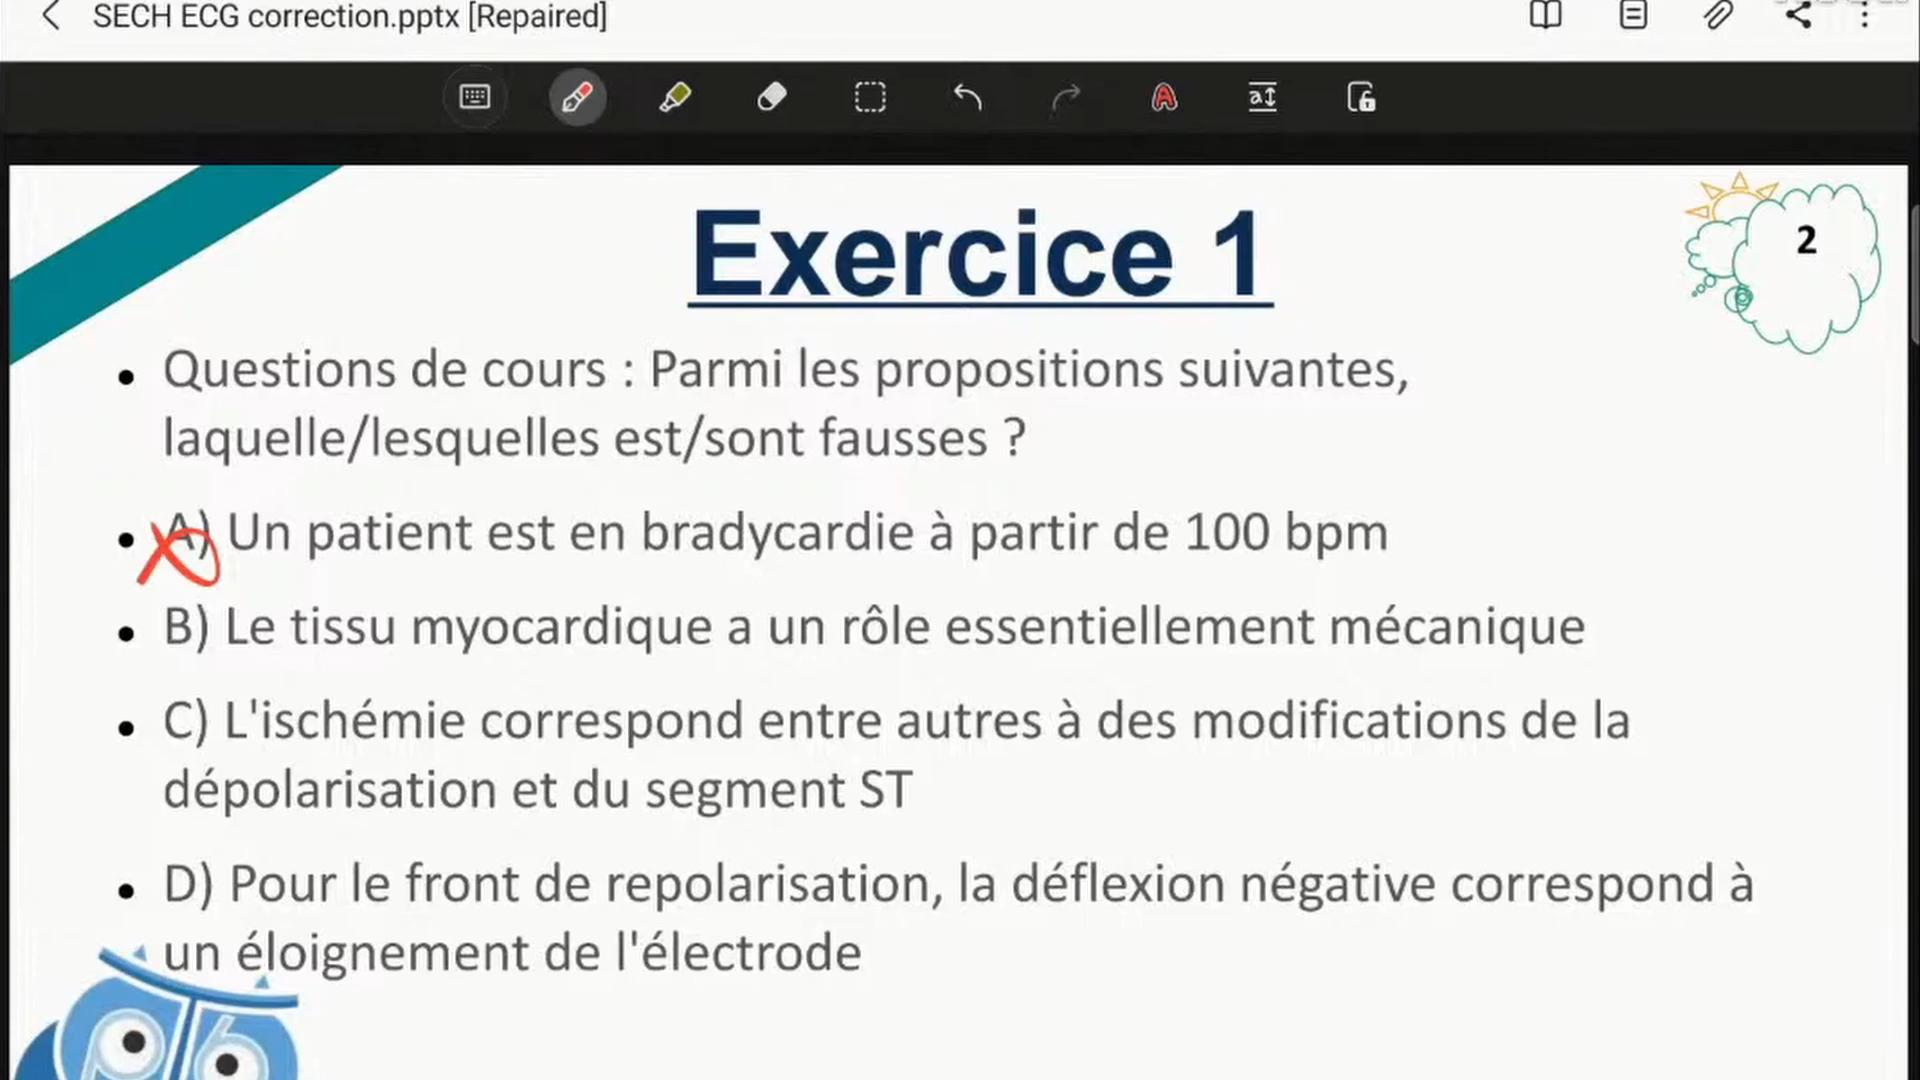 SECH ECG correction.pptx [Repaired]
Exercice 1
2
• Questions de cours : Parmi les propositions suivantes,
laquelle/lesquelles est/sont fausses ?
• A) Un patient est en bradycardie à partir de 100 bpm
• B) Le tissu myocardique a un rôle essentiellement mécanique
• C) L'ischémie correspond entre autres à des modifications de la
dépolarisation et du segment ST
• D) Pour le front de repolarisation, la déflexion négative correspond à
un éloignement de l'électrode